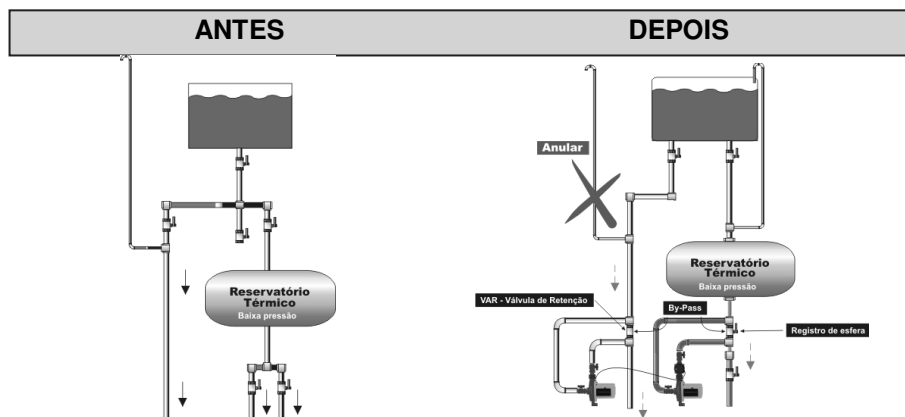 ANTES
DEPOIS
Anular
Reservatório
Térmico
Baixa pressão
Reservatório
Térmico
Baixa pressão
VAR - Válvula de Retenção
By-Pass
Registro de esfera